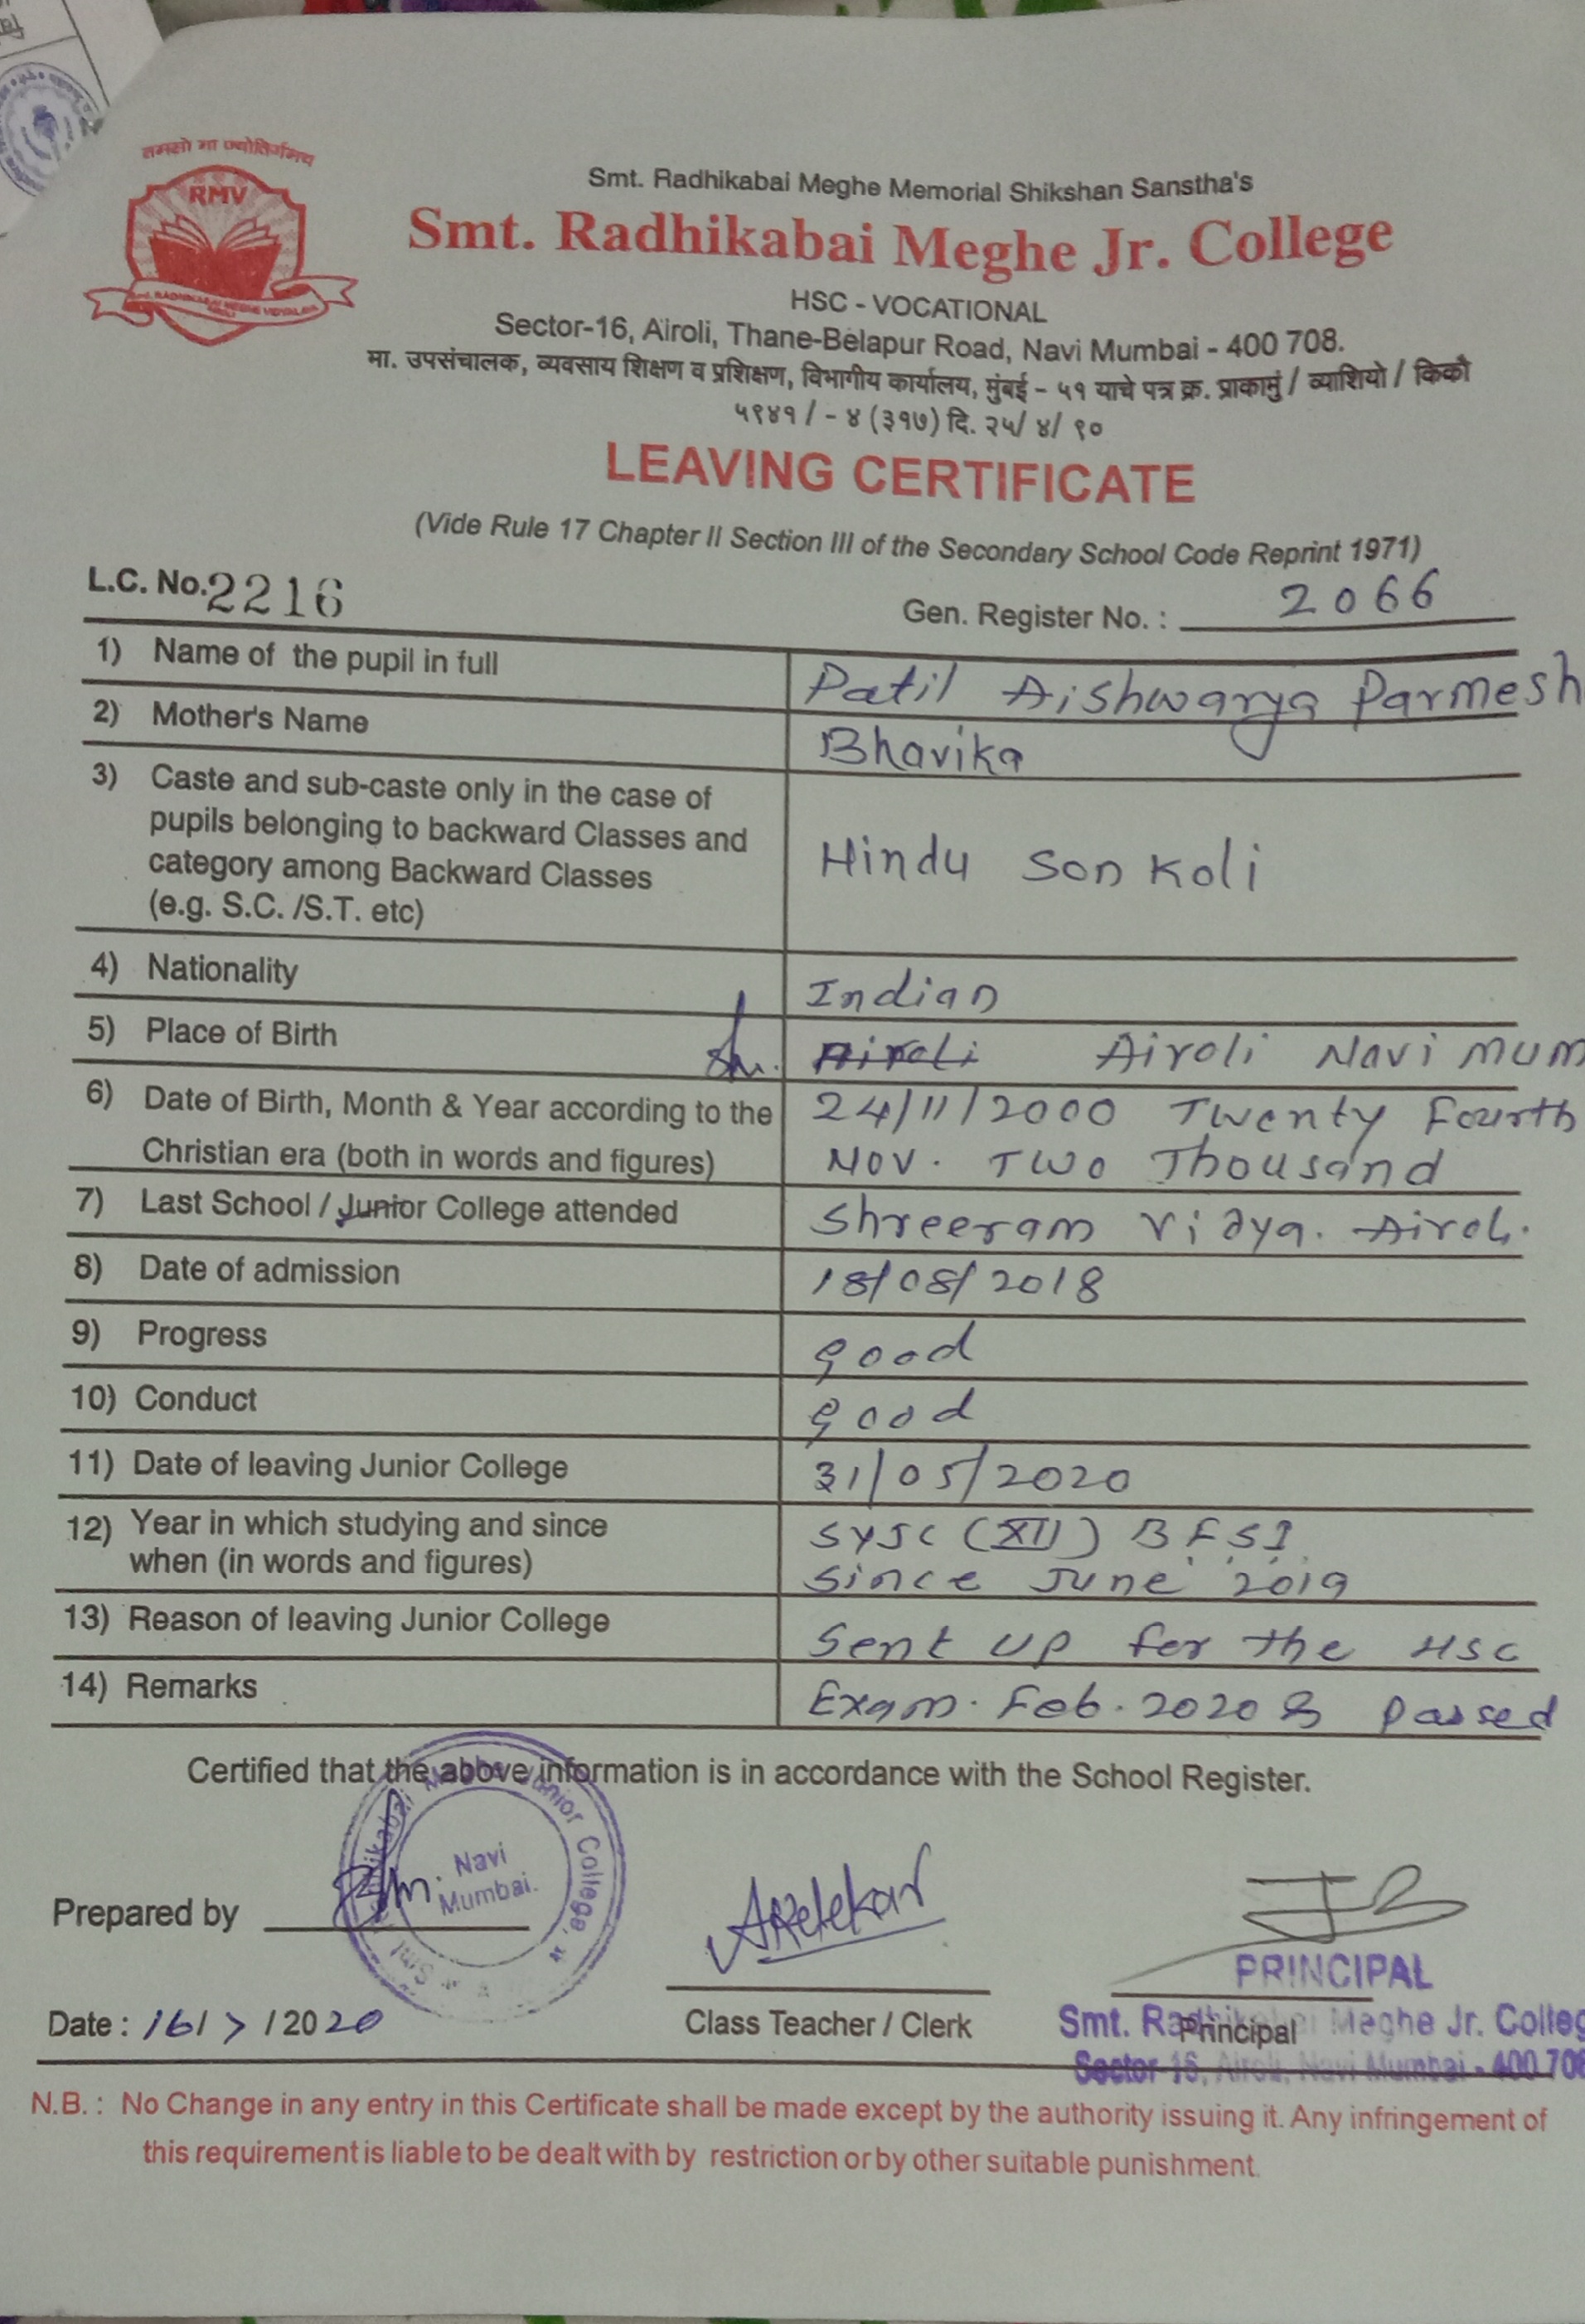 तमसो मा ज्योतिर्गमय
RMV
Smt. RADHIKABAI MEGHE VIDYALAYA
AIROLI
Smt. Radhikabai Meghe Memorial Shikshan Sanstha's
Smt. Radhikabai Meghe Jr. College
HSC - VOCATIONAL
Sector-16, Airoli, Thane-Belapur Road, Navi Mumbai - 400 708.
मा. उपसंचालक, व्यवसाय शिक्षण व प्रशिक्षण, विभागीय कार्यालय, मुंबई - ५१ याचे पत्र क्र. प्राकामुं / व्याशियो / किकौ
५९४१ / - ४ (३१७) दि. २५/ ४/ ९०
LEAVING CERTIFICATE
(Vide Rule 17 Chapter II Section III of the Secondary School Code Reprint 1971)
L.C. No. 2216
Gen. Register No. : 2066
1) Name of the pupil in full Patil Aishwarya Parmesh
2) Mother's Name Bhavika
3) Caste and sub-caste only in the case of
pupils belonging to backward Classes and
category among Backward Classes
(e.g. S.C. /S.T. etc)
Hindu Son Koli
4) Nationality Indian
5) Place of Birth Airoli Airoli Navi Mum
6) Date of Birth, Month & Year according to the 24/11/2000 Twenty Fourth
Christian era (both in words and figures) Nov. Two Thousand
7) Last School / Junior College attended Shreeram Vidya. Airoli.
8) Date of admission 18/08/2018
9) Progress Good
10) Conduct Good
11) Date of leaving Junior College 31/05/2020
12) Year in which studying and since SYJC (XII) BFSI
when (in words and figures) Since June 2019
13) Reason of leaving Junior College Sent up for the HSC
14) Remarks Exam. Feb. 2020 & Passed
Certified that the above information is in accordance with the School Register.
Smt. Radhikabai Meghe Junior College,
Navi
Mumbai.
Prepared by
Date : 16/ 7 /2020
Class Teacher / Clerk
PRINCIPAL
Smt. Radhikabai Meghe Jr. Colleg
Principal
Sector-16, Airoli, Navi Mumbai - 400 708
N.B. : No Change in any entry in this Certificate shall be made except by the authority issuing it. Any infringement of
this requirement is liable to be dealt with by restriction or by other suitable punishment.